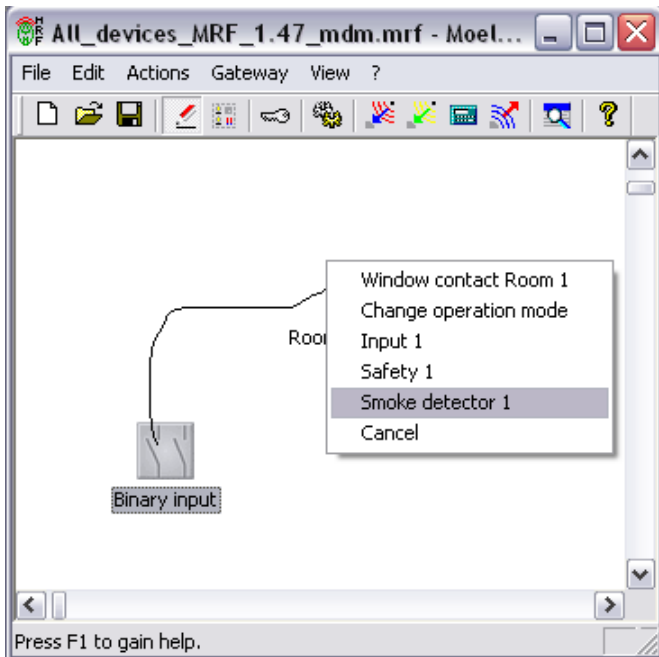 All_devices_MRF_1.47_mdm.mrf - Moel...
File Edit Actions Gateway View ?
Window contact Room 1
Change operation mode
Input 1
Safety 1
Smoke detector 1
Cancel
Binary input
Press F1 to gain help.